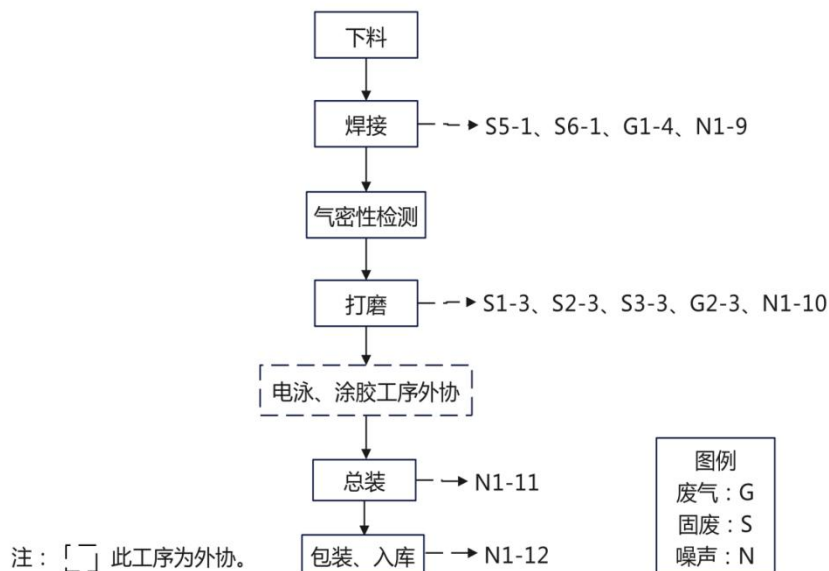 下料
焊接
S5-1、S6-1、G1-4、N1-9
气密性检测
打磨
S1-3、S2-3、S3-3、G2-3、N1-10
电泳、涂胶工序外协
总装
N1-11
包装、入库
N1-12
图例
废气：G
固废：S
噪声：N
注： 此工序为外协。